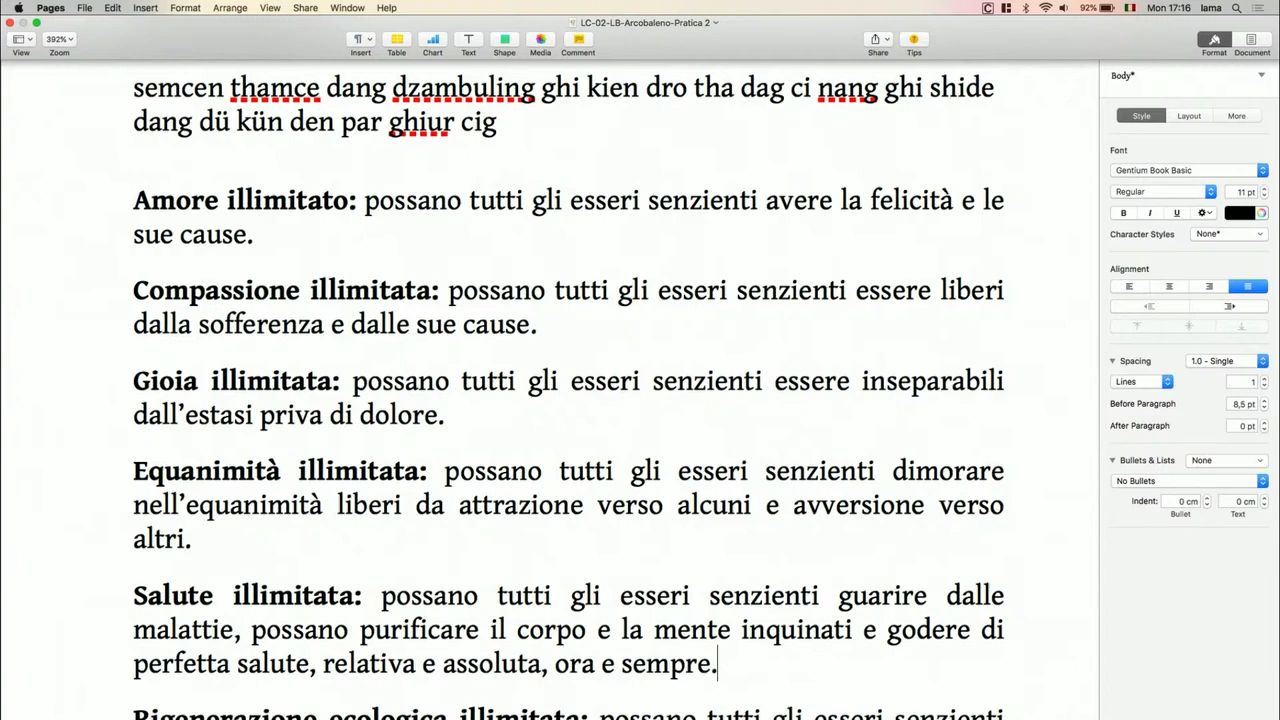 Pages File Edit Insert Format Arrange View Share Window Help 92% Mon 17:16 lama
LC-02-LB-Arcobaleno-Pratica 2
392%
View Zoom Insert Table Chart Text Shape Media Comment Share Tips Format Document
semcen thamce dang dzambuling ghi kien dro tha dag ci nang ghi shide
dang dü kün den par ghiur cig
Amore illimitato: possano tutti gli esseri senzienti avere la felicità e le
sue cause.
Compassione illimitata: possano tutti gli esseri senzienti essere liberi
dalla sofferenza e dalle sue cause.
Gioia illimitata: possano tutti gli esseri senzienti essere inseparabili
dall’estasi priva di dolore.
Equanimità illimitata: possano tutti gli esseri senzienti dimorare
nell’equanimità liberi da attrazione verso alcuni e avversione verso
altri.
Salute illimitata: possano tutti gli esseri senzienti guarire dalle
malattie, possano purificare il corpo e la mente inquinati e godere di
perfetta salute, relativa e assoluta, ora e sempre.
Rigenerazione ecologica illimitata: possano tutti gli esseri senzienti
Body*
Style Layout More
Font
Gentium Book Basic
Regular 11 pt
B I U
Character Styles None*
Alignment
Spacing 1.0 - Single
Lines 1
Before Paragraph 8,5 pt
After Paragraph 0 pt
Bullets & Lists None
No Bullets
Indent: 0 cm 0 cm
Bullet Text